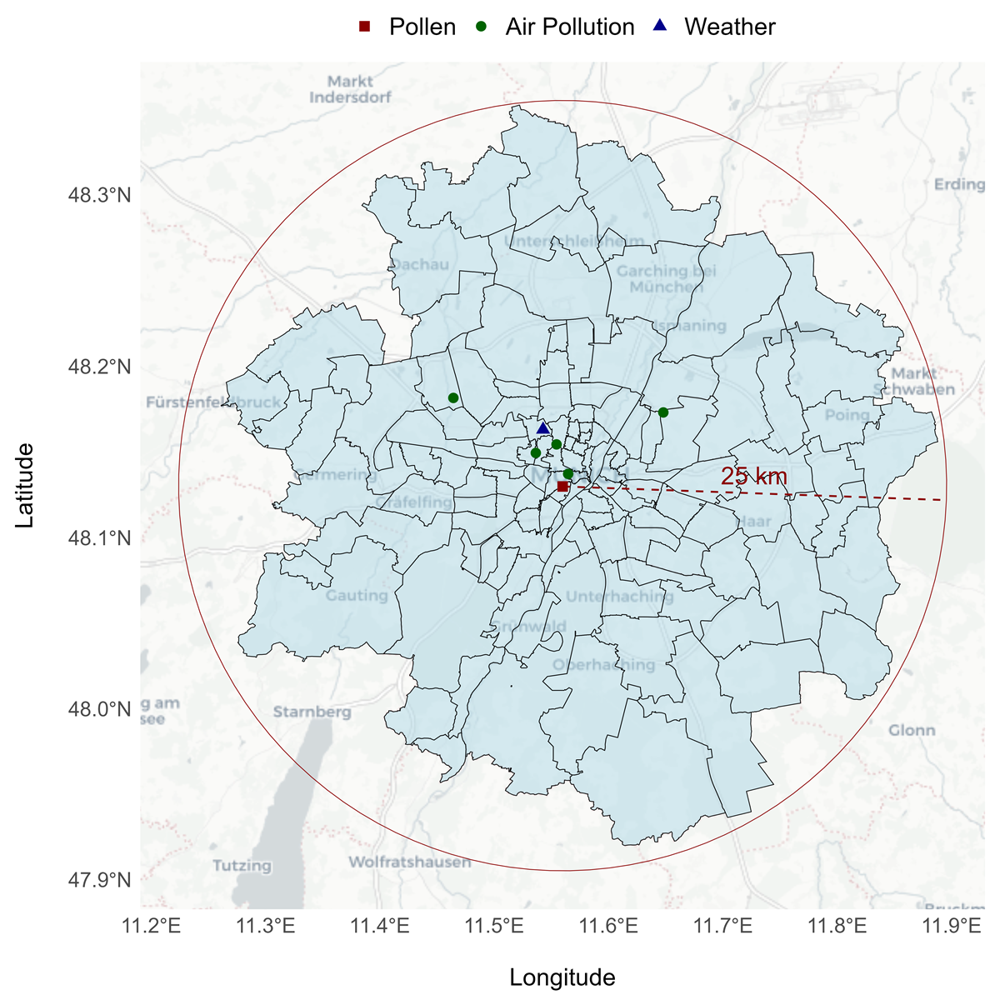 Pollen Air Pollution Weather
Markt
Indersdorf
Erding
48.3°N
Unterschleißheim
Dachau
Garching bei
München
Ismaning
48.2°N
Markt
Schwaben
Fürstenfeldbruck
Poing
Latitude
Germering
MUNICH
25 km
Gräfelfing
Haar
48.1°N
Gauting
Unterhaching
Grünwald
Oberhaching
48.0°N
g am
see
Starnberg
Glonn
Tutzing
Wolfratshausen
47.9°N
Bruckm
11.2°E 11.3°E 11.4°E 11.5°E 11.6°E 11.7°E 11.8°E 11.9°E
Longitude